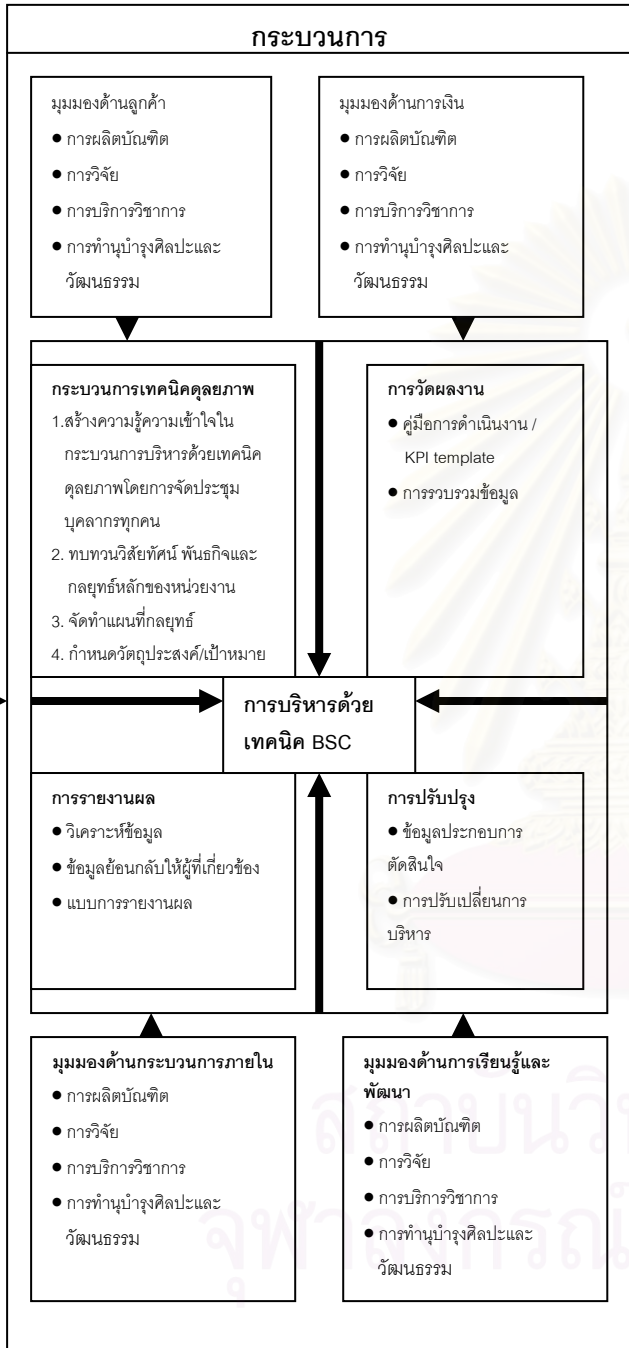 กระบวนการ
มุมมองด้านลูกค้า
● การผลิตบัณฑิต
● การวิจัย
● การบริการวิชาการ
● การทำนุบำรุงศิลปะและ
วัฒนธรรม
มุมมองด้านการเงิน
● การผลิตบัณฑิต
● การวิจัย
● การบริการวิชาการ
● การทำนุบำรุงศิลปะและ
วัฒนธรรม
กระบวนการเทคนิคดุลยภาพ
1.สร้างความรู้ความเข้าใจใน
กระบวนการบริหารด้วยเทคนิค
ดุลยภาพโดยการจัดประชุม
บุคลากรทุกคน
2. ทบทวนวิสัยทัศน์ พันธกิจและ
กลยุทธ์หลักของหน่วยงาน
3. จัดทำแผนที่กลยุทธ์
4. กำหนดวัตถุประสงค์/เป้าหมาย
การวัดผลงาน
● คู่มือการดำเนินงาน /
KPI template
● การรวบรวมข้อมูล
การบริหารด้วย
เทคนิค BSC
การรายงานผล
● วิเคราะห์ข้อมูล
● ข้อมูลย้อนกลับให้ผู้ที่เกี่ยวข้อง
● แบบการรายงานผล
การปรับปรุง
● ข้อมูลประกอบการ
ตัดสินใจ
● การปรับเปลี่ยนการ
บริหาร
มุมมองด้านกระบวนการภายใน
● การผลิตบัณฑิต
● การวิจัย
● การบริการวิชาการ
● การทำนุบำรุงศิลปะและ
วัฒนธรรม
มุมมองด้านการเรียนรู้และ
พัฒนา
● การผลิตบัณฑิต
● การวิจัย
● การบริการวิชาการ
● การทำนุบำรุงศิลปะและ
วัฒนธรรม